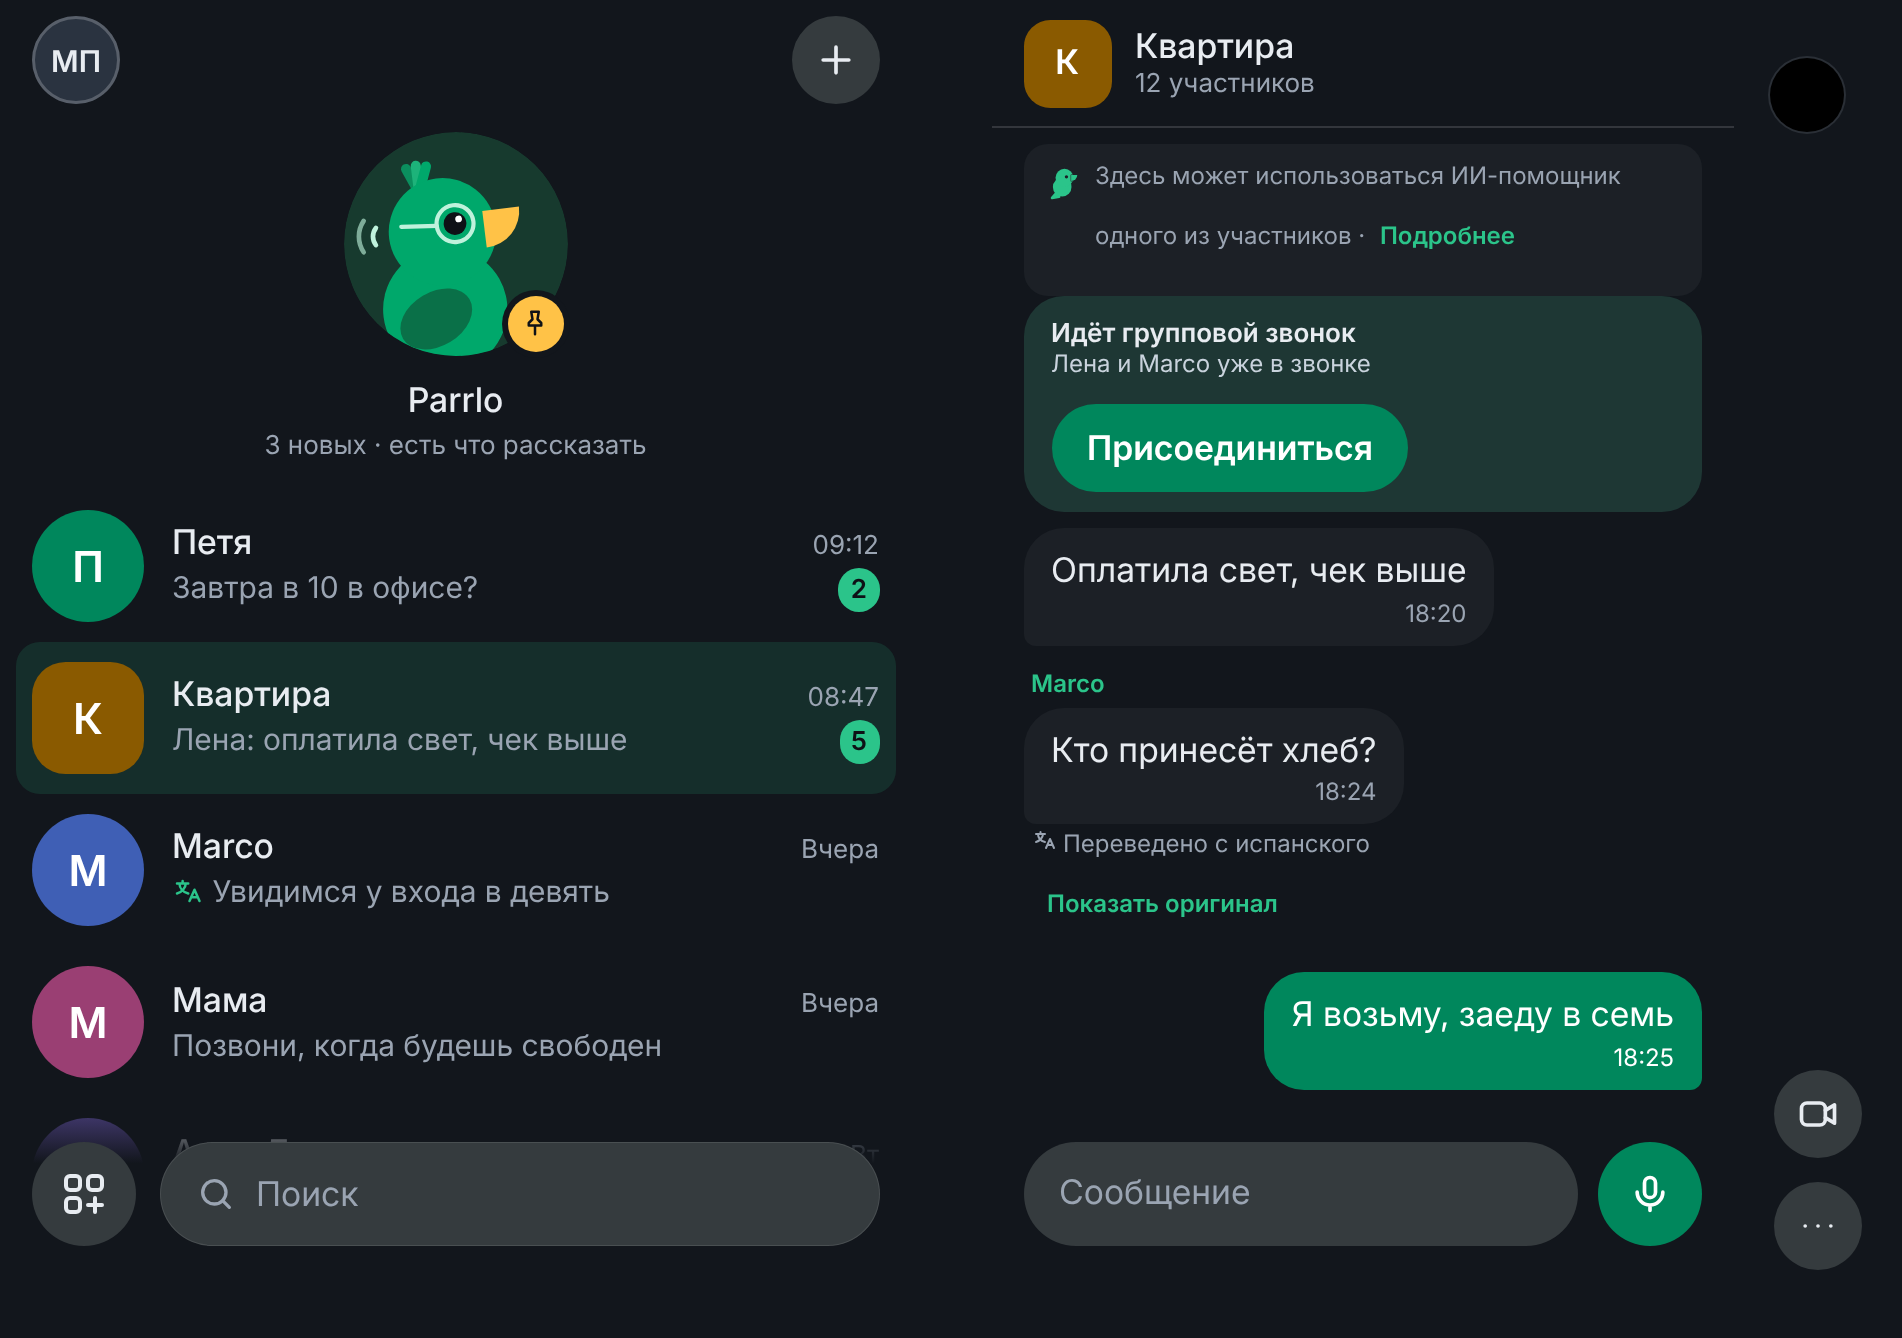 МП
Parrlo
3 новых · есть что рассказать
П
Петя
09:12
Завтра в 10 в офисе?
2
К
Квартира
08:47
Лена: оплатила свет, чек выше
5
M
Marco
Вчера
Увидимся у входа в девять
М
Мама
Вчера
Позвони, когда будешь свободен
Поиск
К
Квартира
12 участников
Здесь может использоваться ИИ-помощник
одного из участников · Подробнее
Идёт групповой звонок
Лена и Marco уже в звонке
Присоединиться
Оплатила свет, чек выше
18:20
Marco
Кто принесёт хлеб?
18:24
Переведено с испанского
Показать оригинал
Я возьму, заеду в семь
18:25
Сообщение